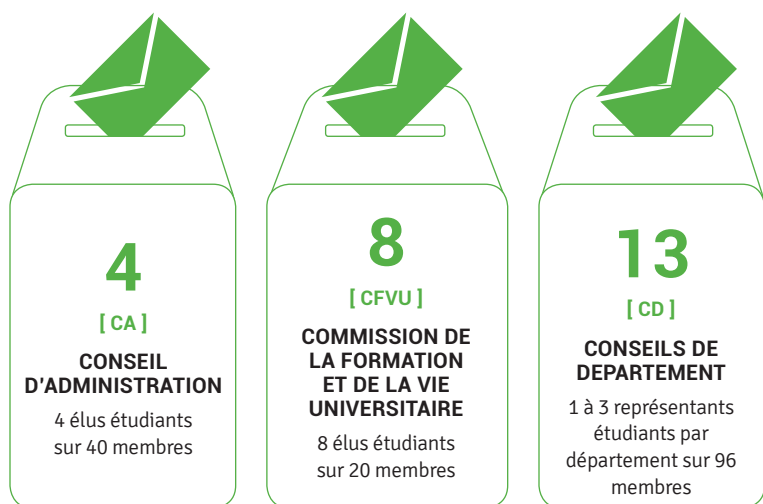 4
[ CA ]
CONSEIL
D'ADMINISTRATION
4 élus étudiants
sur 40 membres
8
[ CFVU ]
COMMISSION DE
LA FORMATION
ET DE LA VIE
UNIVERSITAIRE
8 élus étudiants
sur 20 membres
13
[ CD ]
CONSEILS DE
DEPARTEMENT
1 à 3 représentants
étudiants par
département sur 96
membres